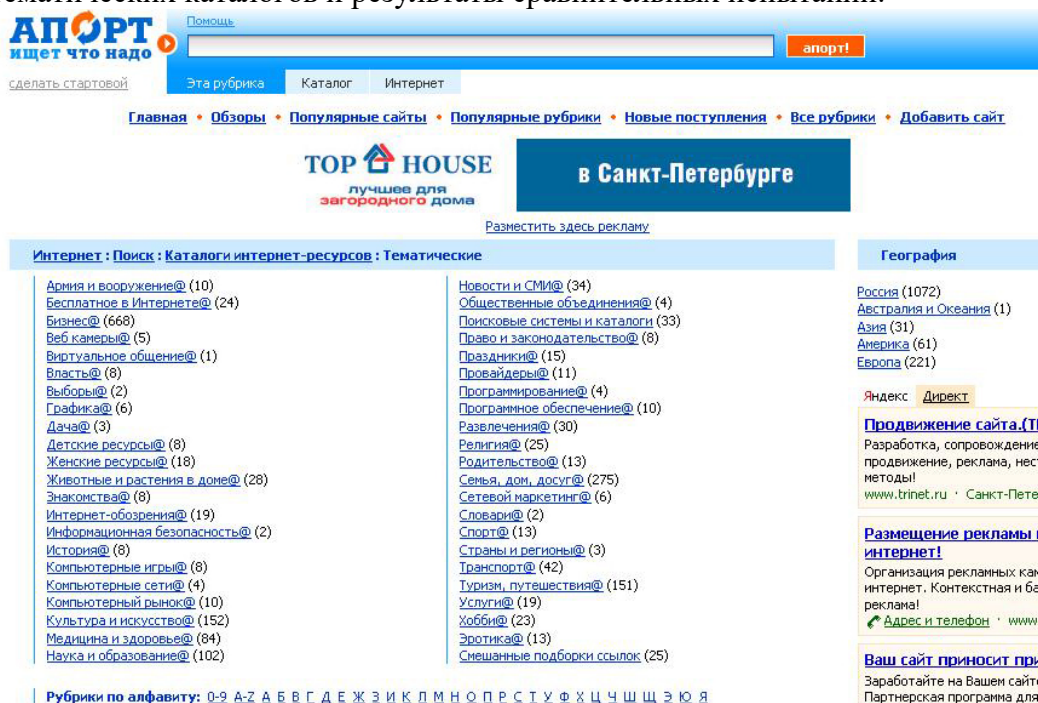 тематических каталогов и результаты сравнительных испытаний.
АПОРТ
ищет что надо
Помощь
апорт!
сделать стартовой
Эта рубрика Каталог Интернет
Главная • Обзоры • Популярные сайты • Популярные рубрики • Новые поступления • Все рубрики • Добавить сайт
TOP HOUSE
лучшее для
загородного дома
в Санкт-Петербурге
Разместить здесь рекламу
Интернет : Поиск : Каталоги интернет-ресурсов : Тематические
Армия и вооружение@ (10)
Бесплатное в Интернете@ (24)
Бизнес@ (668)
Веб камеры@ (5)
Виртуальное общение@ (1)
Власть@ (8)
Выборы@ (2)
Графика@ (6)
Дача@ (3)
Детские ресурсы@ (8)
Женские ресурсы@ (18)
Животные и растения в доме@ (28)
Знакомства@ (8)
Интернет-обозрения@ (19)
Информационная безопасность@ (2)
История@ (8)
Компьютерные игры@ (8)
Компьютерные сети@ (4)
Компьютерный рынок@ (10)
Культура и искусство@ (152)
Медицина и здоровье@ (84)
Наука и образование@ (102)
Новости и СМИ@ (34)
Общественные объединения@ (4)
Поисковые системы и каталоги (33)
Право и законодательство@ (8)
Праздники@ (15)
Провайдеры@ (11)
Программирование@ (4)
Программное обеспечение@ (10)
Развлечения@ (30)
Религия@ (25)
Родительство@ (13)
Семья, дом, досуг@ (275)
Сетевой маркетинг@ (6)
Словари@ (2)
Спорт@ (13)
Страны и регионы@ (3)
Транспорт@ (42)
Туризм, путешествия@ (151)
Услуги@ (19)
Хобби@ (23)
Эротика@ (13)
Смешанные подборки ссылок (25)
Рубрики по алфавиту: 0-9 A-Z А Б В Г Д Е Ж З И К Л М Н О П Р С Т У Ф Х Ц Ч Ш Щ Э Ю Я
География
Россия (1072)
Австралия и Океания (1)
Азия (31)
Америка (61)
Европа (221)
Яндекс Директ
Продвижение сайта.(
Разработка, сопровождение
продвижение, реклама,
методы!
www.trinet.ru · Санкт-Пете
Размещение рекламы
интернет!
Организация рекламных
интернет. Контекстная и
реклама!
Адрес и телефон · www
Ваш сайт приносит
Заработайте на Вашем сайте
Партнерская программа для